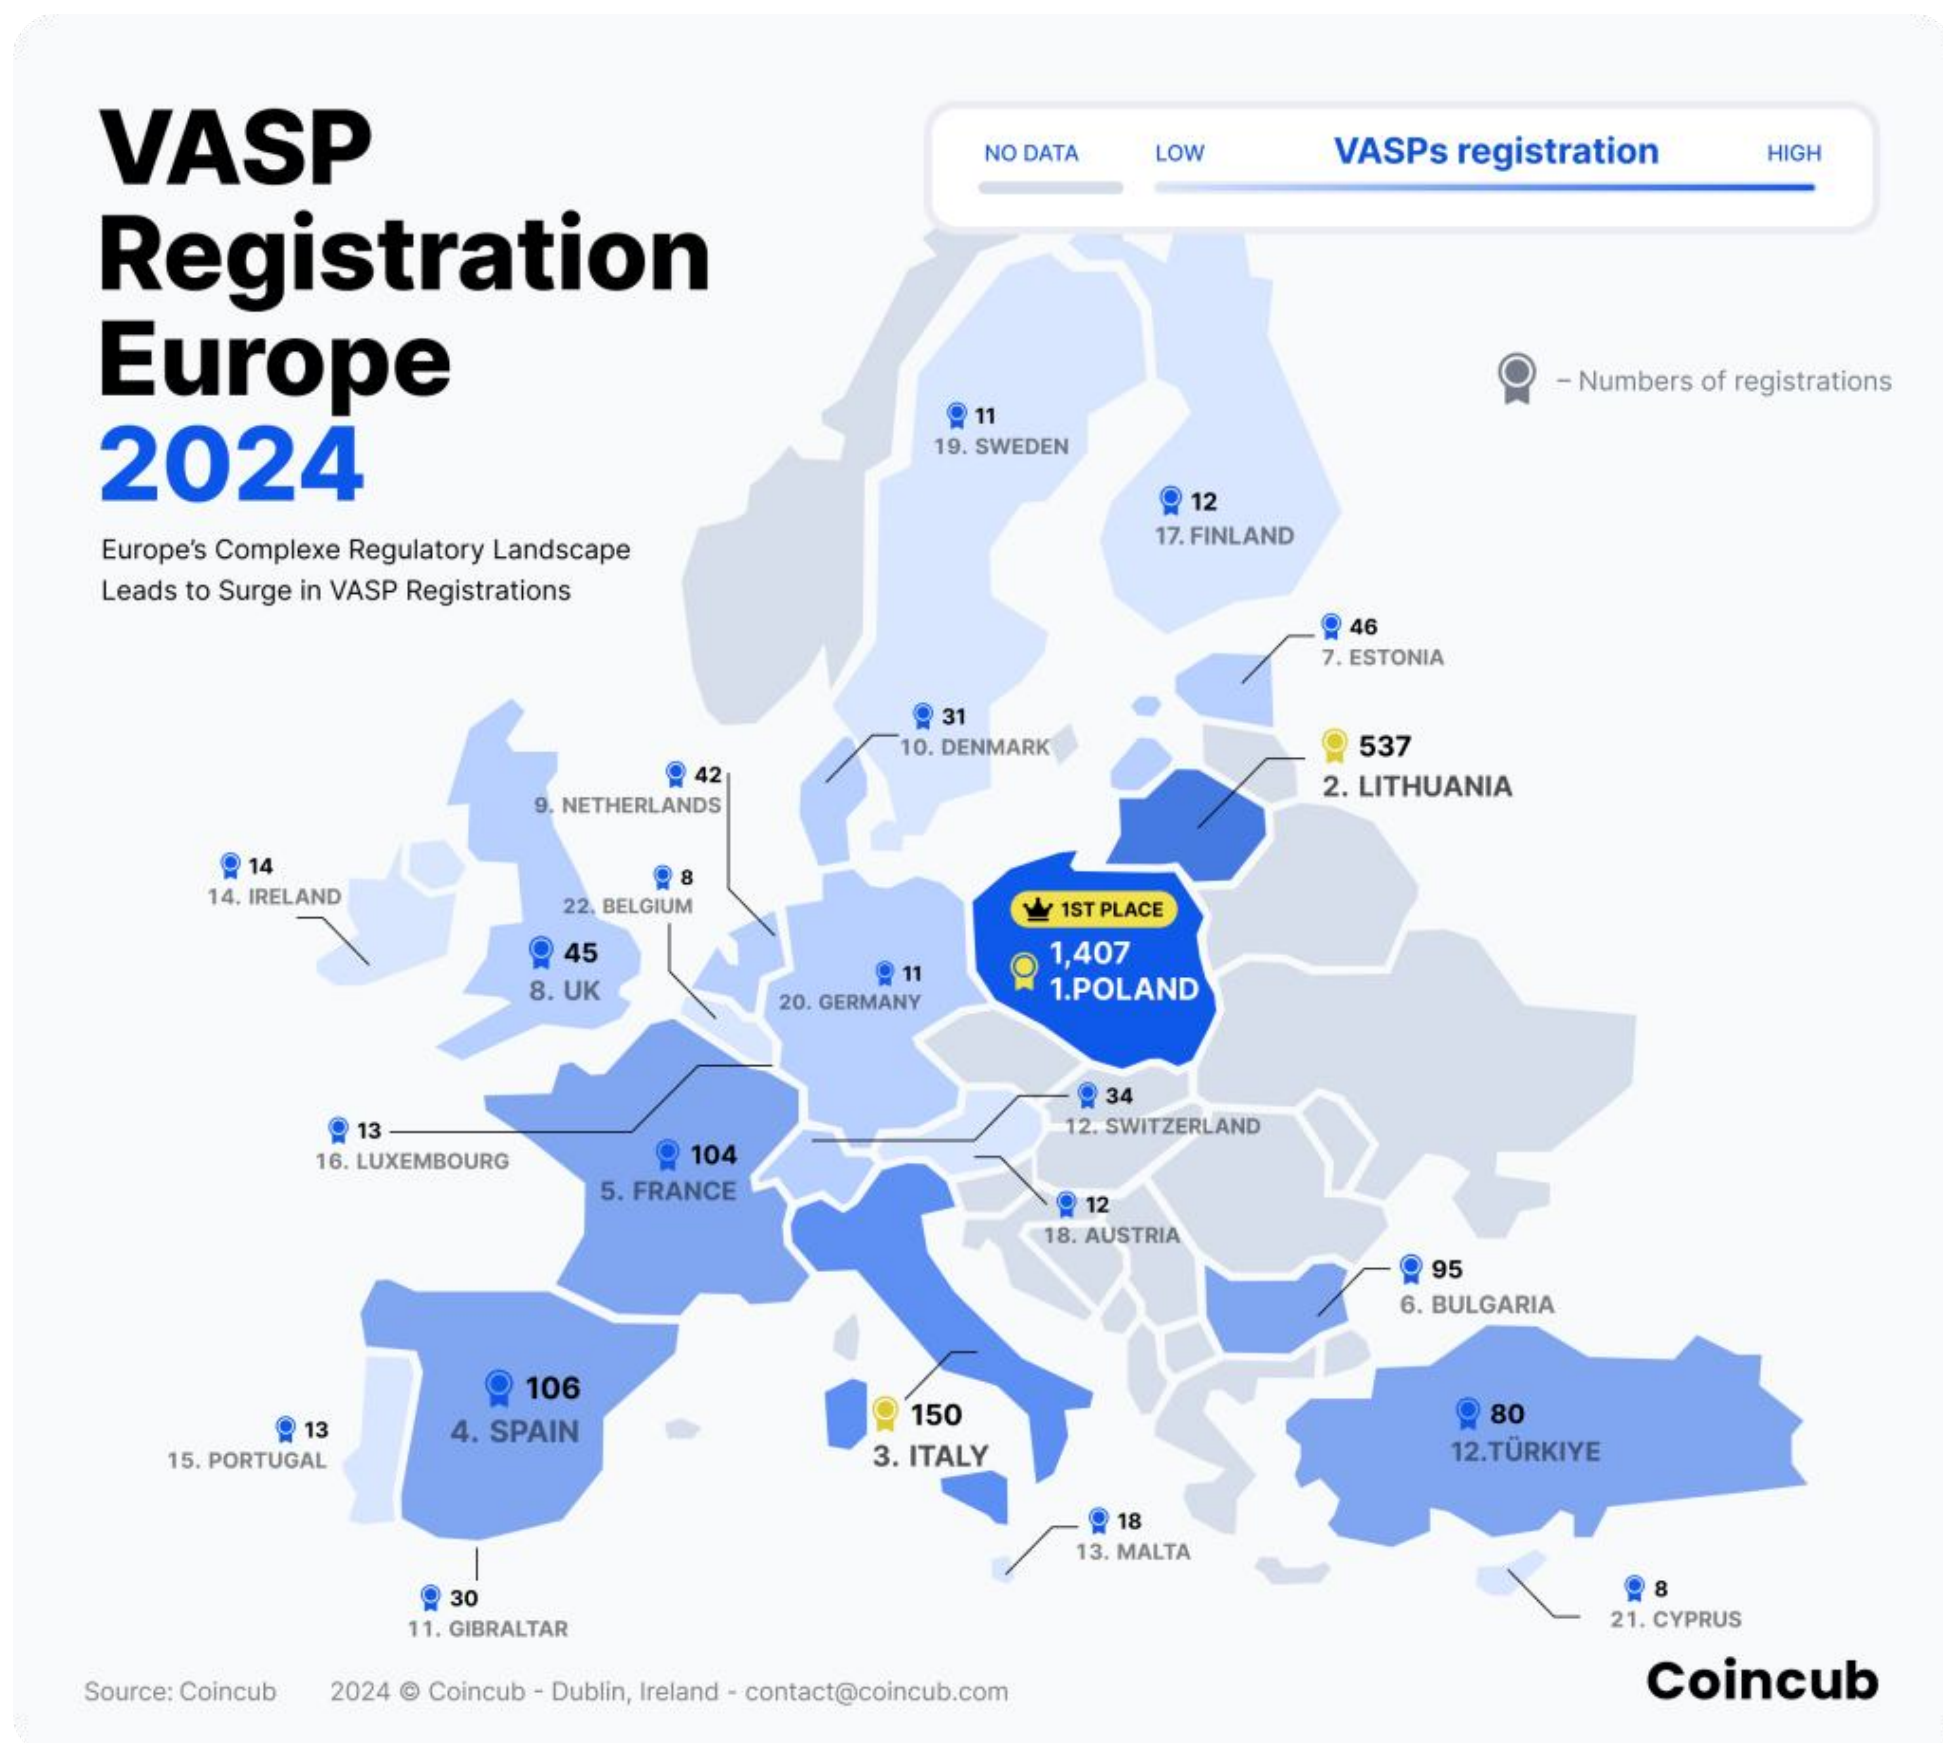 VASP
Registration
Europe
2024
Europe's Complexe Regulatory Landscape
Leads to Surge in VASP Registrations
NO DATA
LOW
VASPs registration
HIGH
– Numbers of registrations
11
19. SWEDEN
12
17. FINLAND
46
7. ESTONIA
31
10. DENMARK
537
2. LITHUANIA
42
9. NETHERLANDS
14
14. IRELAND
8
22. BELGIUM
45
8. UK
11
20. GERMANY
1ST PLACE
1,407
1.POLAND
34
12. SWITZERLAND
13
16. LUXEMBOURG
104
5. FRANCE
12
18. AUSTRIA
95
6. BULGARIA
106
4. SPAIN
13
15. PORTUGAL
150
3. ITALY
80
12.TÜRKIYE
18
13. MALTA
30
11. GIBRALTAR
8
21. CYPRUS
Source: Coincub
2024 © Coincub - Dublin, Ireland - contact@coincub.com
Coincub